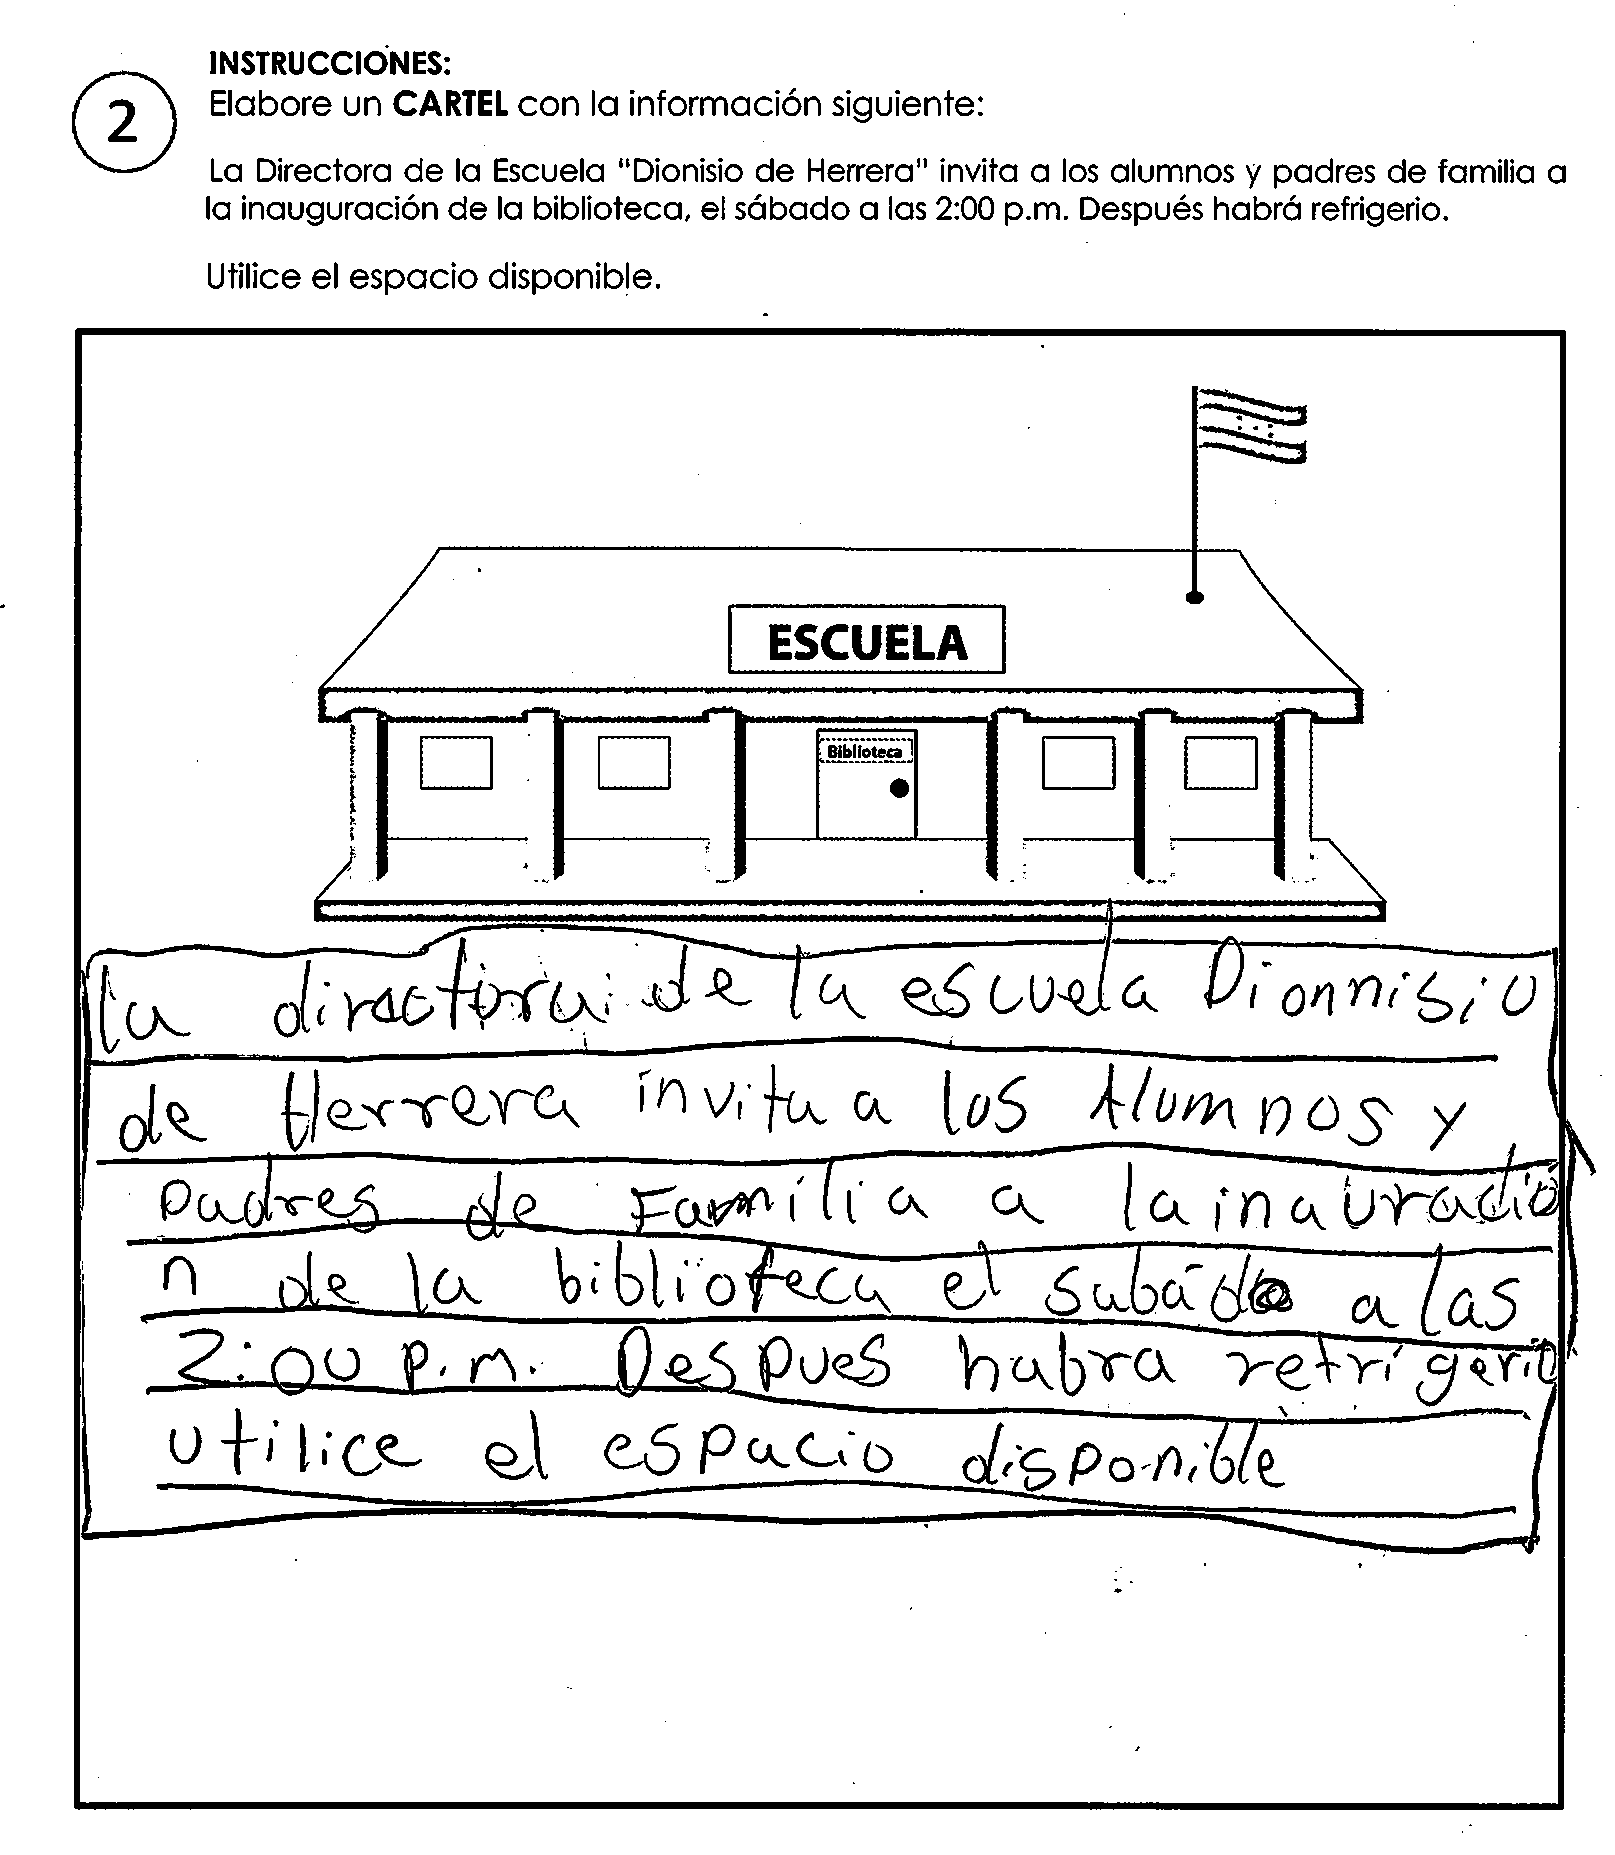 INSTRUCCIONES:
2
Elabore un CARTEL con la información siguiente:
La Directora de la Escuela "Dionisio de Herrera" invita a los alumnos y padres de familia a
la inauguración de la biblioteca, el sábado a las 2:00 p.m. Después habrá refrigerio.
Utilice el espacio disponible.
ESCUELA
Biblioteca
la directora de la escuela Dionnisio
de Herrera invita a los Alumnos y
padres de Familia a la inauració
n de la biblioteca el sabádo a las
2:00 p.m. Despues habra refrigerio
utilice el espacio disponible